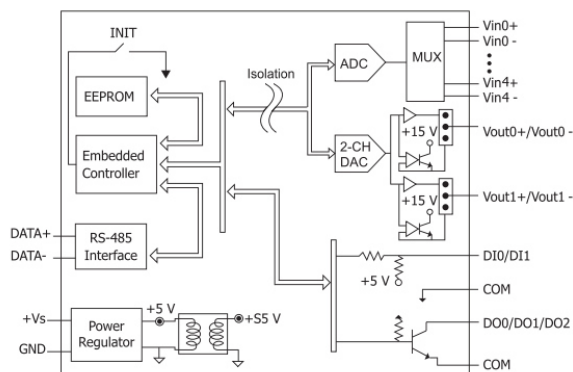 INIT
EEPROM
Embedded
Controller
DATA+
DATA-
RS-485
Interface
+Vs
GND
Power
Regulator
+5 V
+S5 V
Isolation
ADC
MUX
Vin0+
Vin0 -
Vin4+
Vin4 -
2-CH
DAC
+15 V
Vout0+/Vout0 -
+15 V
Vout1+/Vout1 -
DI0/DI1
+5 V
COM
DO0/DO1/DO2
COM